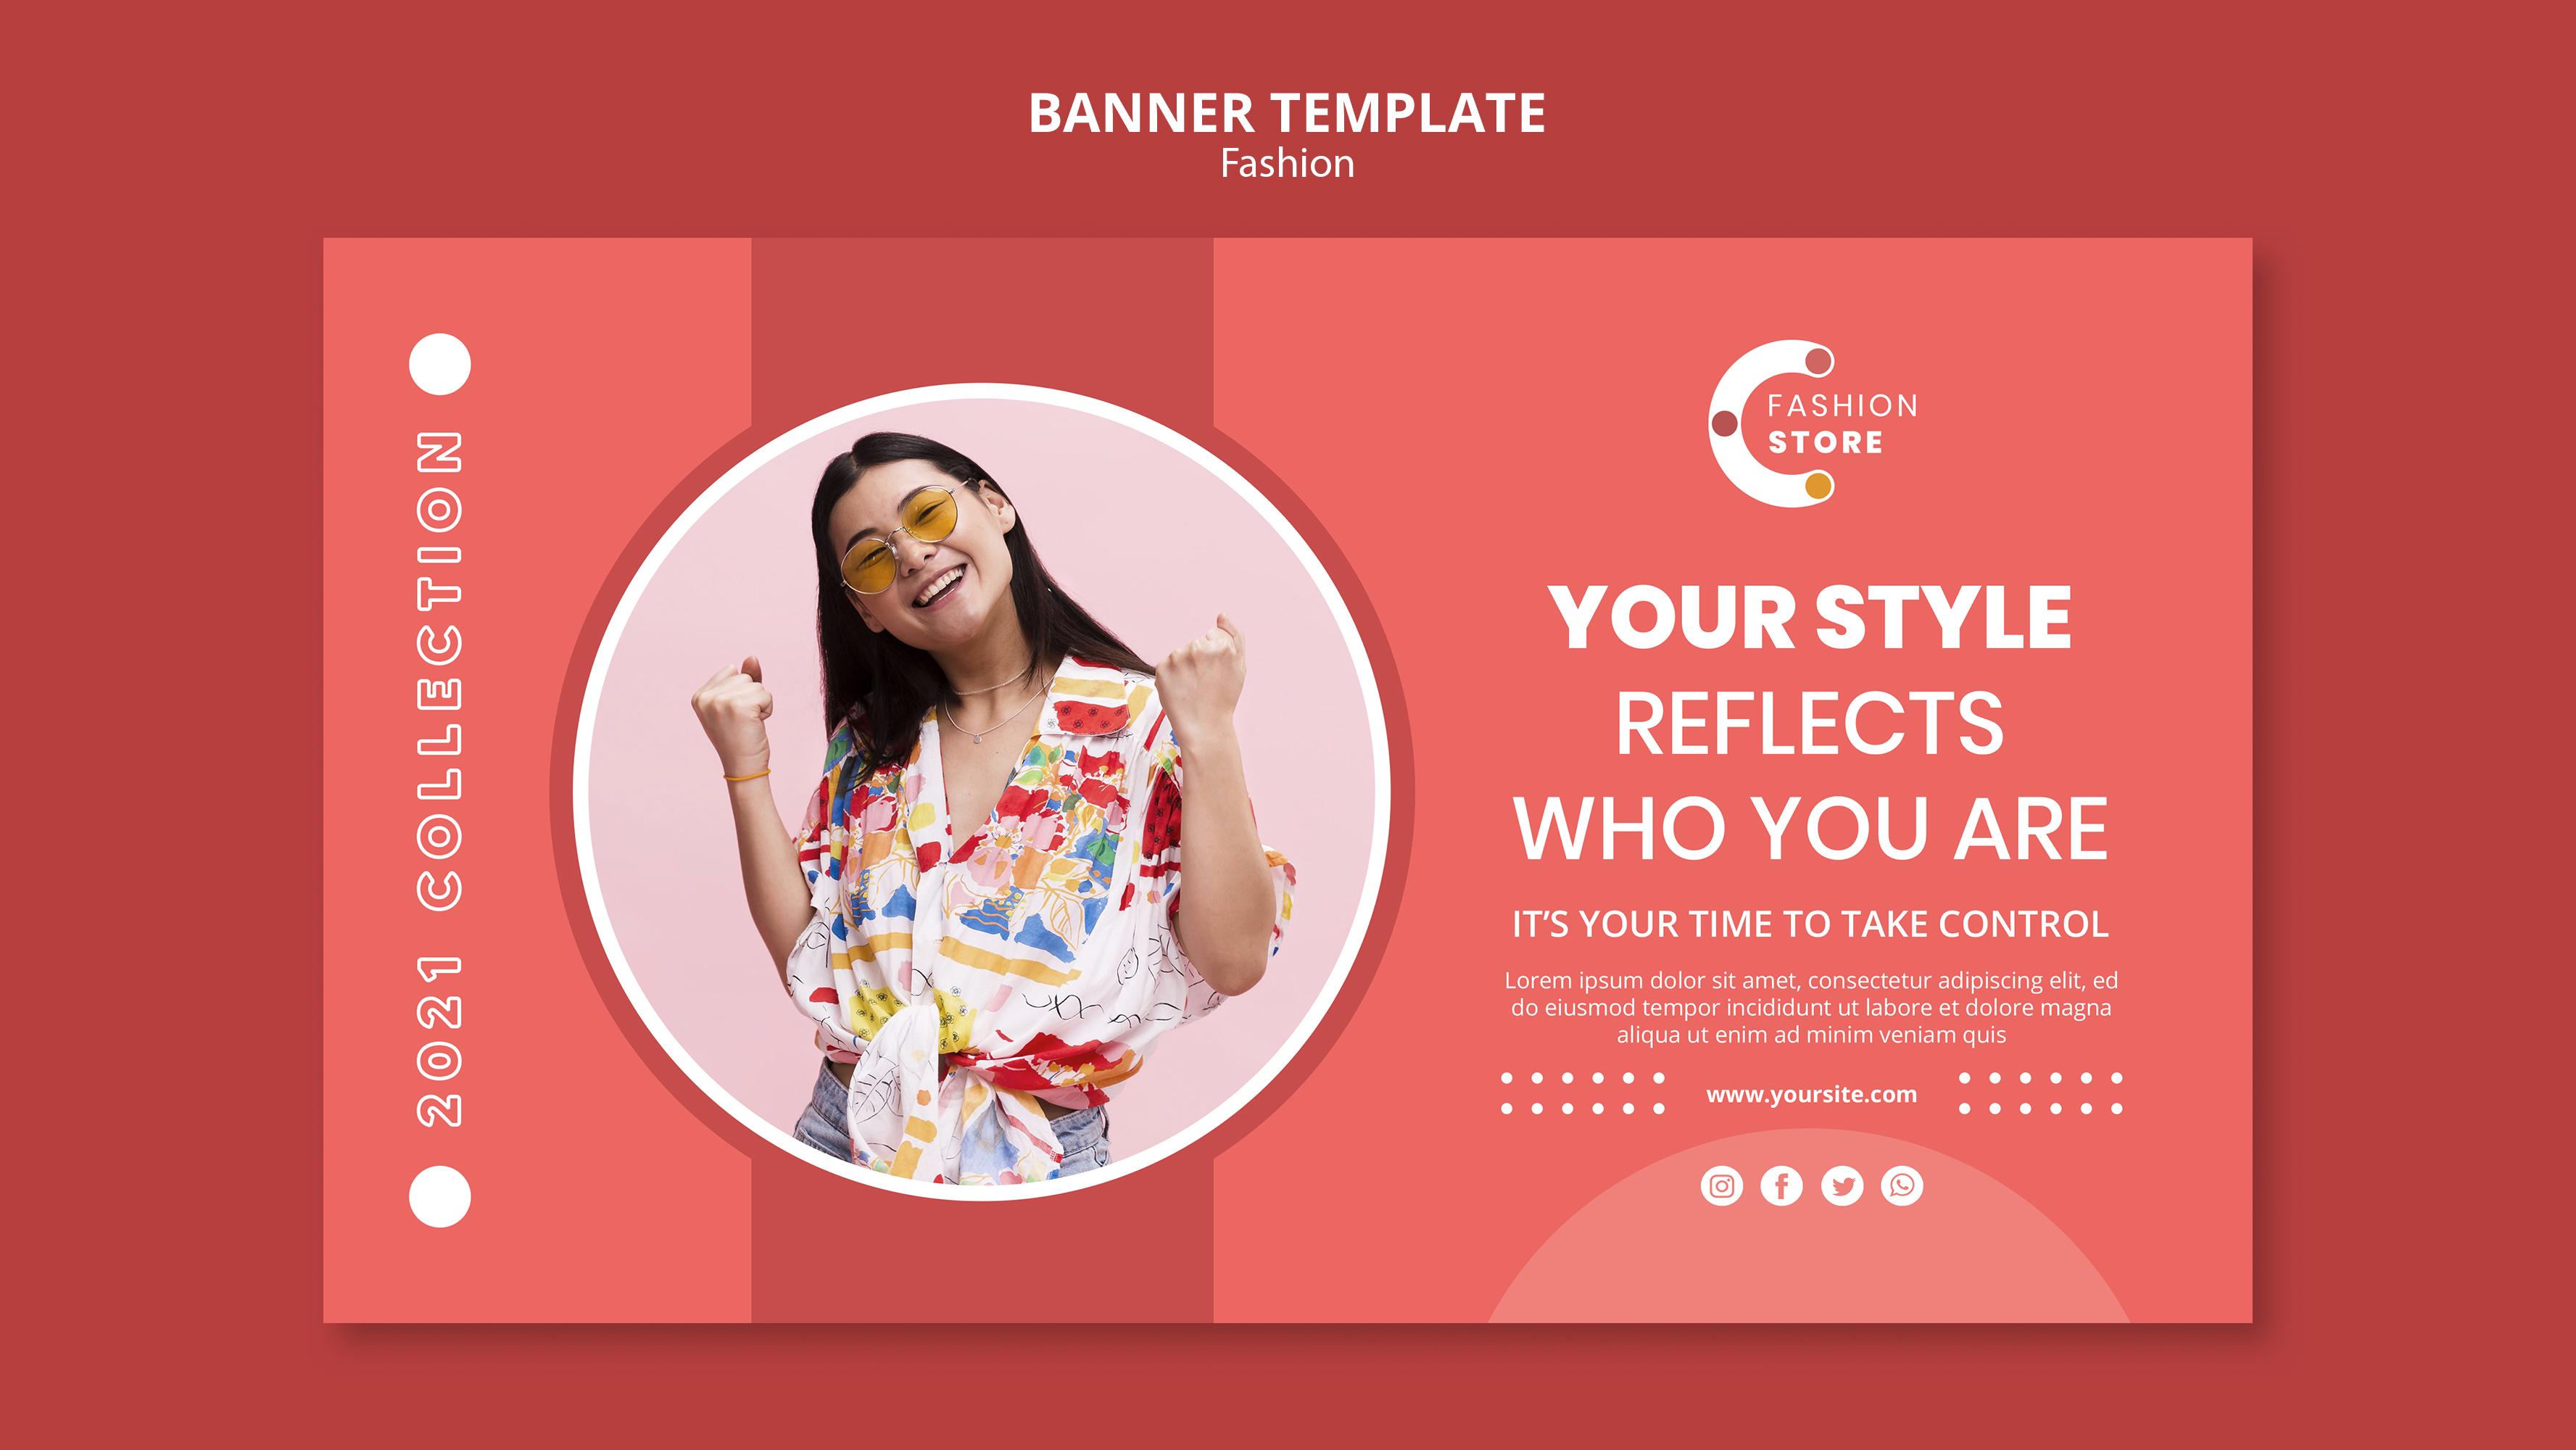 BANNER TEMPLATE
Fashion
2021 COLLECTION
FASHION
STORE
YOUR STYLE
REFLECTS
WHO YOU ARE
IT’S YOUR TIME TO TAKE CONTROL
Lorem ipsum dolor sit amet, consectetur adipiscing elit, ed
do eiusmod tempor incididunt ut labore et dolore magna
aliqua ut enim ad minim veniam quis
www.yoursite.com